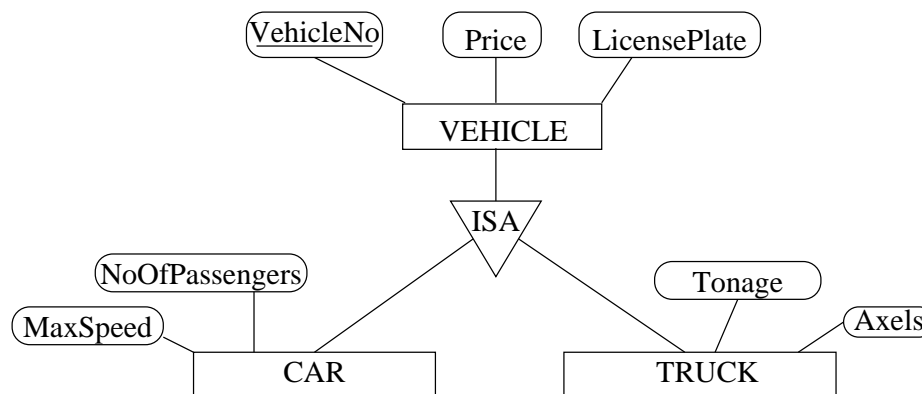 VehicleNo
Price
LicensePlate
VEHICLE
ISA
NoOfPassengers
Tonage
MaxSpeed
Axels
CAR
TRUCK